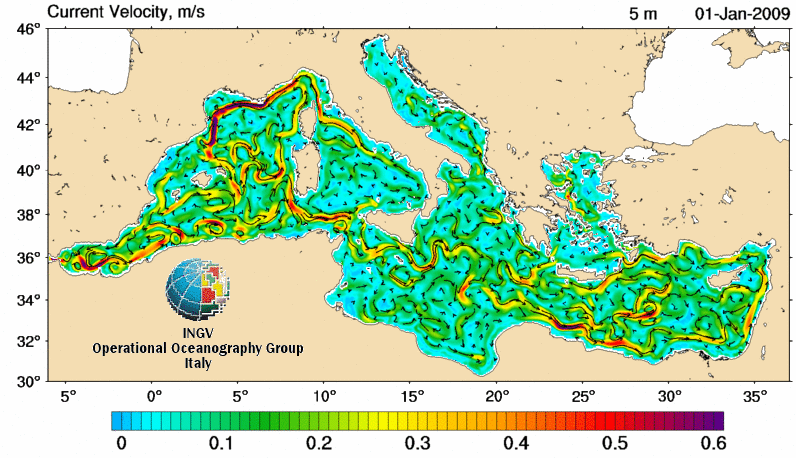 Current Velocity, m/s 5 m 01-Jan-2009
46°
44°
42°
40°
38°
36°
34°
32°
30°
INGV
Operational Oceanography Group
Italy
5° 0° 5° 10° 15° 20° 25° 30° 35°
0 0.1 0.2 0.3 0.4 0.5 0.6